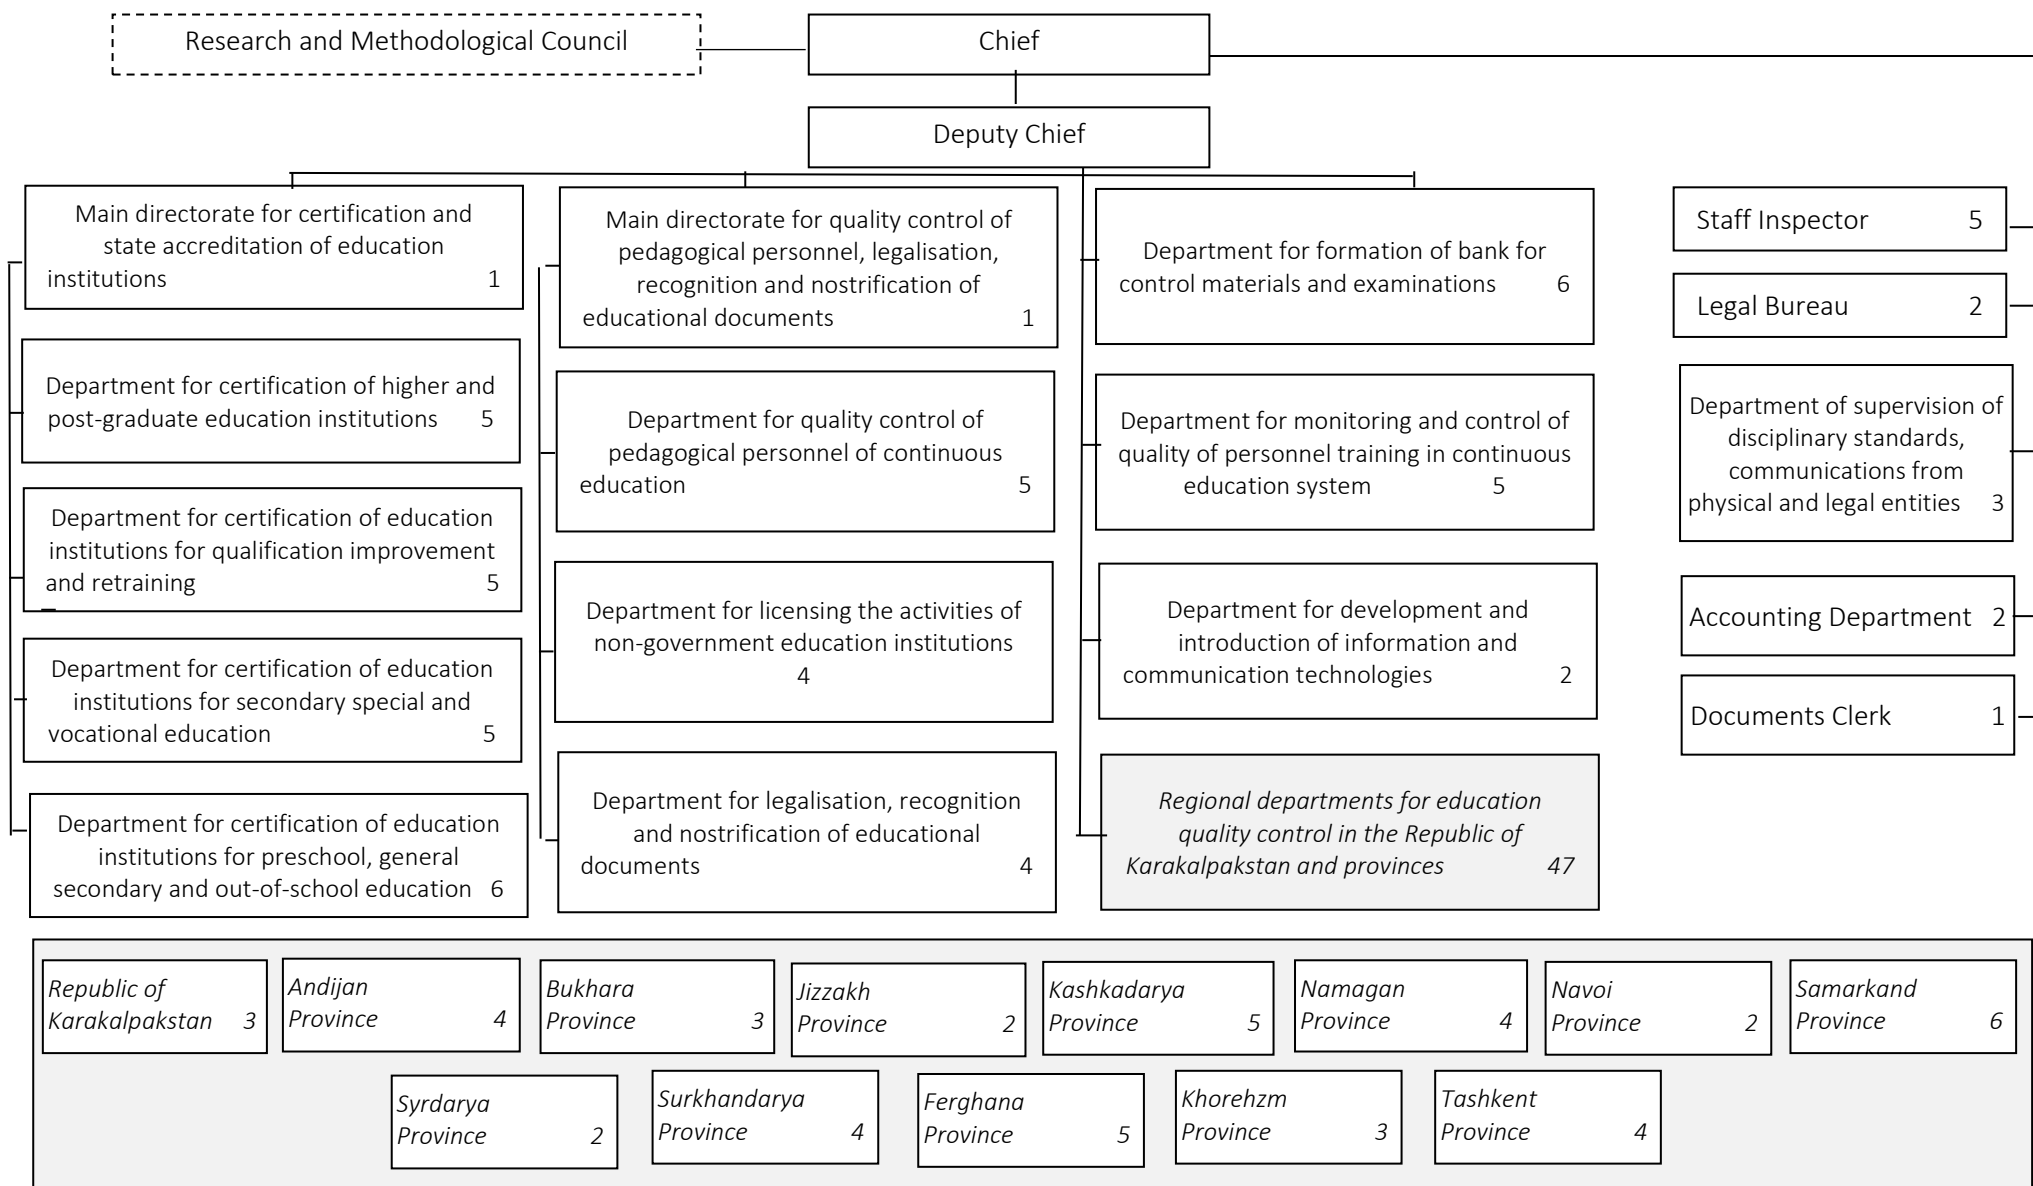 Research and Methodological Council
Chief
Deputy Chief
Main directorate for certification and
state accreditation of education
institutions 1
Department for certification of higher and
post-graduate education institutions 5
Department for certification of education
institutions for qualification improvement
and retraining 5
Department for certification of education
institutions for secondary special and
vocational education 5
Department for certification of education
institutions for preschool, general
secondary and out-of-school education 6
Main directorate for quality control of
pedagogical personnel, legalisation,
recognition and nostrification of
educational documents 1
Department for quality control of
pedagogical personnel of continuous
education 5
Department for licensing the activities of
non-government education institutions
4
Department for legalisation, recognition
and nostrification of educational
documents 4
Department for formation of bank for
control materials and examinations 6
Department for monitoring and control of
quality of personnel training in continuous
education system 5
Department for development and
introduction of information and
communication technologies 2
Regional departments for education
quality control in the Republic of
Karakalpakstan and provinces 47
Staff Inspector 5
Legal Bureau 2
Department of supervision of
disciplinary standards,
communications from
physical and legal entities 3
Accounting Department 2
Documents Clerk 1
Republic of
Karakalpakstan 3
Andijan
Province 4
Bukhara
Province 3
Jizzakh
Province 2
Kashkadarya
Province 5
Namagan
Province 4
Navoi
Province 2
Samarkand
Province 6
Syrdarya
Province 2
Surkhandarya
Province 4
Ferghana
Province 5
Khorehzm
Province 3
Tashkent
Province 4